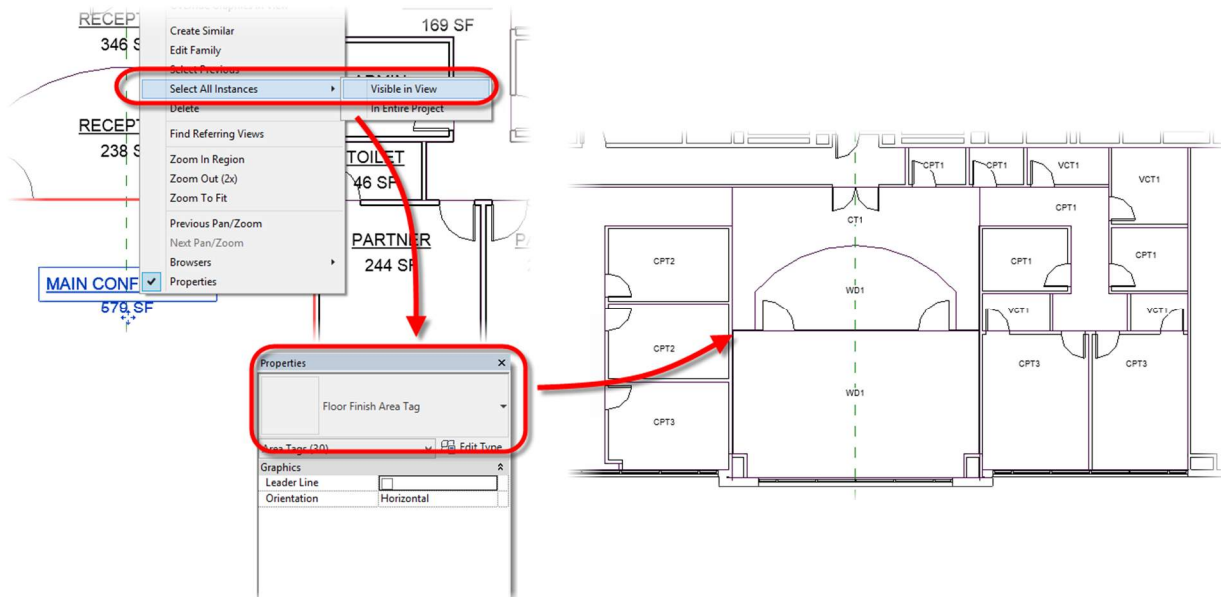 169 SF
Create Similar
Edit Family
Select Previous
Select All Instances
Visible in View
Delete
In Entire Project
Find Referring Views
Zoom In Region
Zoom Out (2x)
Zoom To Fit
Previous Pan/Zoom
Next Pan/Zoom
Browsers
Properties
RECEP
346 S
RECEP
238 S
TOILET
46 SF
PARTNER
244 SF
MAIN CONF
579 SF
Properties
Floor Finish Area Tag
Area Tags (30)
Edit Type
Graphics
Leader Line
Orientation
Horizontal
CPT1
CPT1
VCT1
VCT1
CPT1
CT1
CPT2
CPT1
CPT1
WD1
VCT1
VCT1
CPT2
CPT3
CPT3
WD1
CPT3